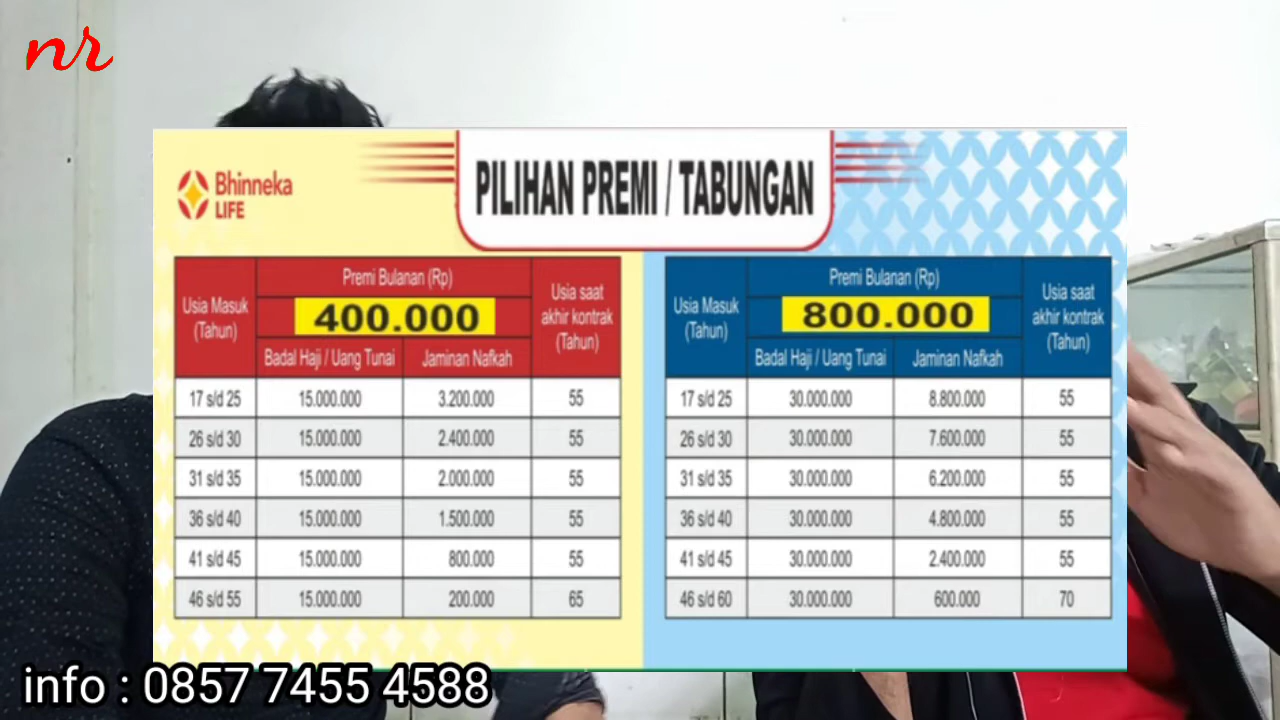 nr
Bhinneka
LIFE
PILIHAN PREMI / TABUNGAN
Usia Masuk
(Tahun)
Premi Bulanan (Rp)
400.000
Badal Haji / Uang Tunai
Jaminan Nafkah
Usia saat
akhir kontrak
(Tahun)
17 s/d 25 15.000.000 3.200.000 55
26 s/d 30 15.000.000 2.400.000 55
31 s/d 35 15.000.000 2.000.000 55
36 s/d 40 15.000.000 1.500.000 55
41 s/d 45 15.000.000 800.000 55
46 s/d 55 15.000.000 200.000 65
Usia Masuk
(Tahun)
Premi Bulanan (Rp)
800.000
Badal Haji / Uang Tunai
Jaminan Nafkah
Usia saat
akhir kontrak
(Tahun)
17 s/d 25 30.000.000 8.800.000 55
26 s/d 30 30.000.000 7.600.000 55
31 s/d 35 30.000.000 6.200.000 55
36 s/d 40 30.000.000 4.800.000 55
41 s/d 45 30.000.000 2.400.000 55
46 s/d 60 30.000.000 600.000 70
info : 0857 7455 4588